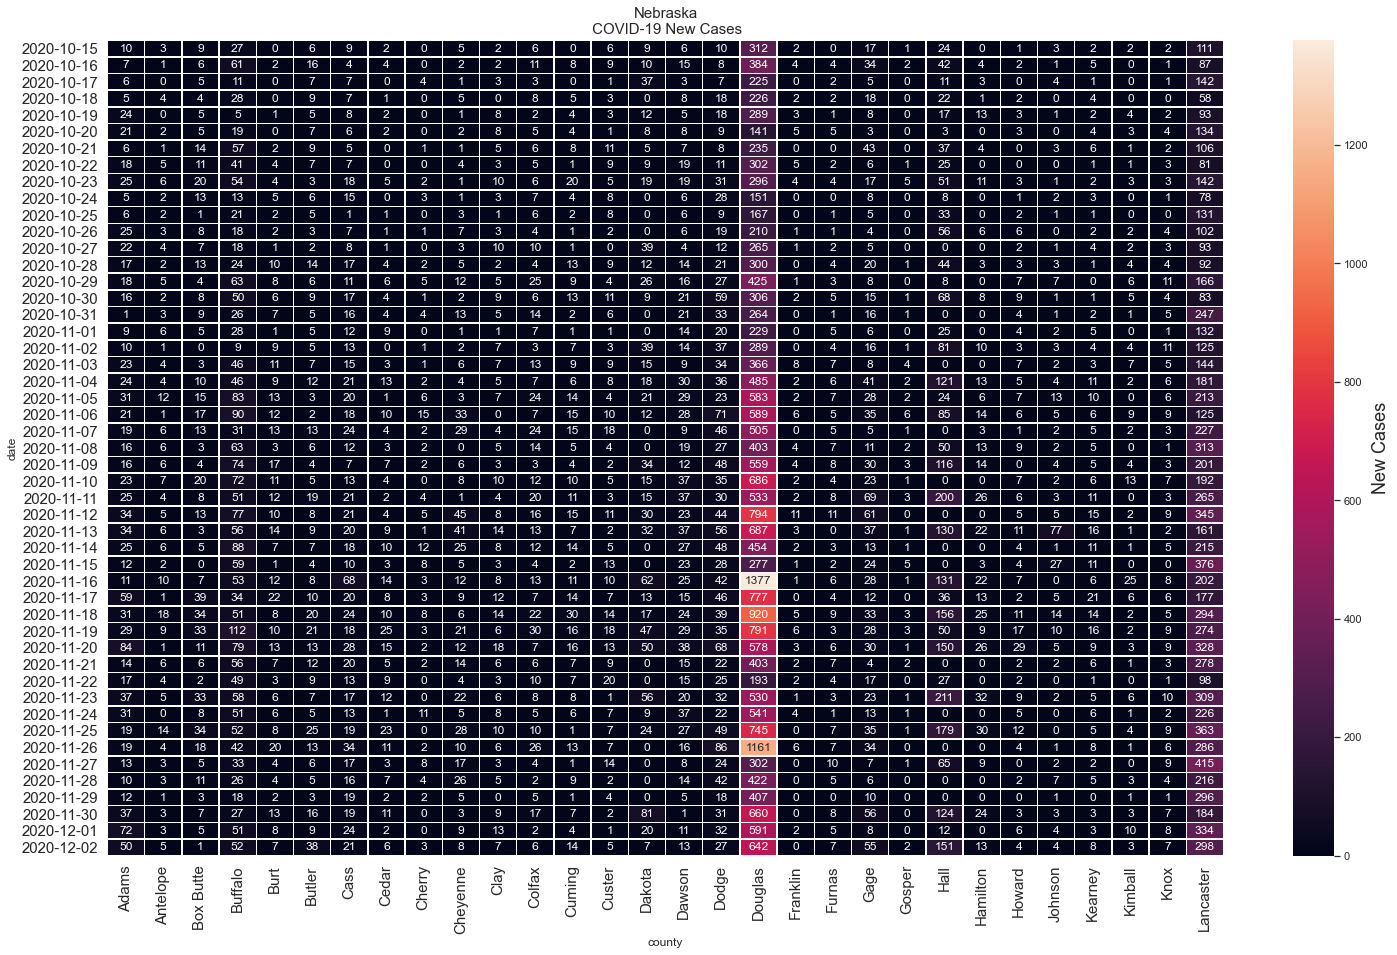 Nebraska
COVID-19 New Cases
2020-10-15 10 3 9 27 0 6 9 2 0 5 2 6 0 6 9 6 10 312 2 0 17 1 24 0 1 3 2 2 2 111
2020-10-16 7 1 6 61 2 16 4 4 0 2 2 11 8 9 10 15 8 384 4 4 34 2 42 4 2 1 5 0 1 87
2020-10-17 6 0 5 11 0 7 7 0 4 1 3 3 0 1 37 3 7 225 0 2 5 0 11 3 0 4 1 0 1 142
2020-10-18 5 4 4 28 0 9 7 1 0 5 0 8 5 3 0 8 18 226 2 2 18 0 22 1 2 0 4 0 0 58
2020-10-19 24 0 5 5 1 5 8 2 0 1 8 2 4 3 12 5 18 289 3 1 8 0 17 13 3 1 2 4 2 93
2020-10-20 21 2 5 19 0 7 6 2 0 2 8 5 4 1 8 8 9 141 5 5 3 0 3 0 3 0 4 3 4 134
2020-10-21 6 1 14 57 2 9 5 0 1 1 5 6 8 11 5 7 8 235 0 0 43 0 37 4 0 3 6 1 2 106
2020-10-22 18 5 11 41 4 7 7 0 0 4 3 5 1 9 9 19 11 302 5 2 6 1 25 0 0 0 1 1 3 81
2020-10-23 25 6 20 54 4 3 18 5 2 1 10 6 20 5 19 19 31 296 4 4 17 5 51 11 3 1 2 3 3 142
2020-10-24 5 2 13 13 5 6 15 0 3 1 3 7 4 8 0 6 28 151 0 0 8 0 8 0 1 2 3 0 1 78
2020-10-25 6 2 1 21 2 5 1 1 0 3 1 6 2 8 0 6 9 167 0 1 5 0 33 0 2 1 1 0 0 131
2020-10-26 25 3 8 18 2 3 7 1 1 7 3 4 1 2 0 6 19 210 1 1 4 0 56 6 6 0 2 2 4 102
2020-10-27 22 4 7 18 1 2 8 1 0 3 10 10 1 0 39 4 12 265 1 2 5 0 0 0 2 1 4 2 3 93
2020-10-28 17 2 13 24 10 14 17 4 2 5 2 4 13 9 12 14 21 300 0 4 20 1 44 3 3 3 1 4 4 92
2020-10-29 18 5 4 63 8 6 11 6 5 12 5 25 9 4 26 16 27 425 1 3 8 0 8 0 7 7 0 6 11 166
2020-10-30 16 2 8 50 6 9 17 4 1 2 9 6 13 11 9 21 59 306 2 5 15 1 68 8 9 1 1 5 4 83
2020-10-31 1 3 9 26 7 5 16 4 4 13 5 14 2 6 0 21 33 264 0 1 16 1 0 0 4 1 2 1 5 247
2020-11-01 9 6 5 28 1 5 12 9 0 1 1 7 1 1 0 14 20 229 0 5 6 0 25 0 4 2 5 0 1 132
2020-11-02 10 1 0 9 9 5 13 0 1 2 7 3 7 3 39 14 37 289 0 4 16 1 81 10 3 3 4 4 11 125
2020-11-03 23 4 3 46 11 7 15 3 1 6 7 13 9 9 15 9 34 366 8 7 8 4 0 0 7 2 3 7 5 144
2020-11-04 24 4 10 46 9 12 21 13 2 4 5 7 6 8 18 30 36 485 2 6 41 2 121 13 5 4 11 2 6 181
2020-11-05 31 12 15 83 13 3 20 1 6 3 7 24 14 4 21 29 23 583 2 7 28 2 24 6 7 13 10 0 6 213
2020-11-06 21 1 17 90 12 2 18 10 15 33 0 7 15 10 12 28 71 589 6 5 35 6 85 14 6 5 6 9 9 125
2020-11-07 19 6 13 31 13 13 24 4 2 29 4 24 15 18 0 9 46 505 0 5 5 1 0 3 1 2 5 2 3 227
2020-11-08 16 6 3 63 3 6 12 3 2 0 5 14 5 4 0 19 27 403 4 7 11 2 50 13 9 2 5 0 1 313
2020-11-09 16 6 4 74 17 4 7 7 2 6 3 3 4 2 34 12 48 559 4 8 30 3 116 14 0 4 5 4 3 201
2020-11-10 23 7 20 72 11 5 13 4 0 8 10 12 10 5 15 37 35 686 2 4 23 1 0 0 7 2 6 13 7 192
2020-11-11 25 4 8 51 12 19 21 2 4 1 4 20 11 3 15 37 30 533 2 8 69 3 200 26 6 3 11 0 3 265
2020-11-12 34 5 13 77 10 8 21 4 5 45 8 16 15 11 30 23 44 794 11 11 61 0 0 0 5 5 15 2 9 345
2020-11-13 34 6 3 56 14 9 20 9 1 41 14 13 7 2 32 37 56 687 3 0 37 1 130 22 11 77 16 1 2 161
2020-11-14 25 6 5 88 7 7 18 10 12 25 8 12 14 5 0 27 48 454 2 3 13 1 0 0 4 1 11 1 5 215
2020-11-15 12 2 0 59 1 4 10 3 8 5 3 4 2 13 0 23 28 277 1 2 24 5 0 3 4 27 11 0 0 376
2020-11-16 11 10 7 53 12 8 68 14 3 12 8 13 11 10 62 25 42 1377 1 6 28 1 131 22 7 0 6 25 8 202
2020-11-17 59 1 39 34 22 10 20 8 3 9 12 7 14 7 13 15 46 777 0 4 12 0 36 13 2 5 21 6 6 177
2020-11-18 31 18 34 51 8 20 24 10 8 6 14 22 30 14 17 24 39 920 5 9 33 3 156 25 11 14 14 2 5 294
2020-11-19 29 9 33 112 10 21 18 25 3 21 6 30 16 18 47 29 35 791 6 3 28 3 50 9 17 10 16 2 9 274
2020-11-20 84 1 11 79 13 13 28 15 2 12 18 7 16 13 50 38 68 578 3 6 30 1 150 26 29 5 9 3 9 328
2020-11-21 14 6 6 56 7 12 20 5 2 14 6 6 7 9 0 15 22 403 2 7 4 2 0 0 2 2 6 1 3 278
2020-11-22 17 4 2 49 3 9 13 9 0 4 3 10 7 20 0 15 25 193 2 4 17 0 27 0 2 0 1 0 1 98
2020-11-23 37 5 33 58 6 7 17 12 0 22 6 8 8 1 56 20 32 530 1 3 23 1 211 32 9 2 5 6 10 309
2020-11-24 31 0 8 51 6 5 13 1 11 5 8 5 6 7 9 37 22 541 4 1 13 1 0 0 5 0 6 1 2 226
2020-11-25 19 14 34 52 8 25 19 23 0 28 10 10 1 7 24 27 49 745 0 7 35 1 179 30 12 0 5 4 9 363
2020-11-26 19 4 18 42 20 13 34 11 2 10 6 26 13 7 0 16 86 1161 6 7 34 0 0 0 4 1 8 1 6 286
2020-11-27 13 3 5 33 4 6 17 3 8 17 3 4 1 14 0 8 24 302 0 10 7 1 65 9 0 2 2 0 9 415
2020-11-28 10 3 11 26 4 5 16 7 4 26 5 2 9 2 0 14 42 422 0 5 6 0 0 0 2 7 5 3 4 216
2020-11-29 12 1 3 18 2 3 19 2 2 5 0 5 1 4 0 5 18 407 0 0 10 0 0 0 0 1 0 1 1 296
2020-11-30 37 3 7 27 13 16 19 11 0 3 9 17 7 2 81 1 31 660 0 8 56 0 124 24 3 3 3 3 7 184
2020-12-01 72 3 5 51 8 9 24 2 0 9 13 2 4 1 20 11 32 591 2 5 8 0 12 0 6 4 3 10 8 334
2020-12-02 50 5 1 52 7 38 21 6 3 8 7 6 14 5 7 13 27 642 0 7 55 2 151 13 4 4 8 3 7 298
date
Adams Antelope Box Butte Buffalo Burt Butler Cass Cedar Cherry Cheyenne Clay Colfax Cuming Custer Dakota Dawson Dodge Douglas Franklin Furnas Gage Gosper Hall Hamilton Howard Johnson Kearney Kimball Knox Lancaster
county
1200
1000
800
600
400
200
0
New Cases